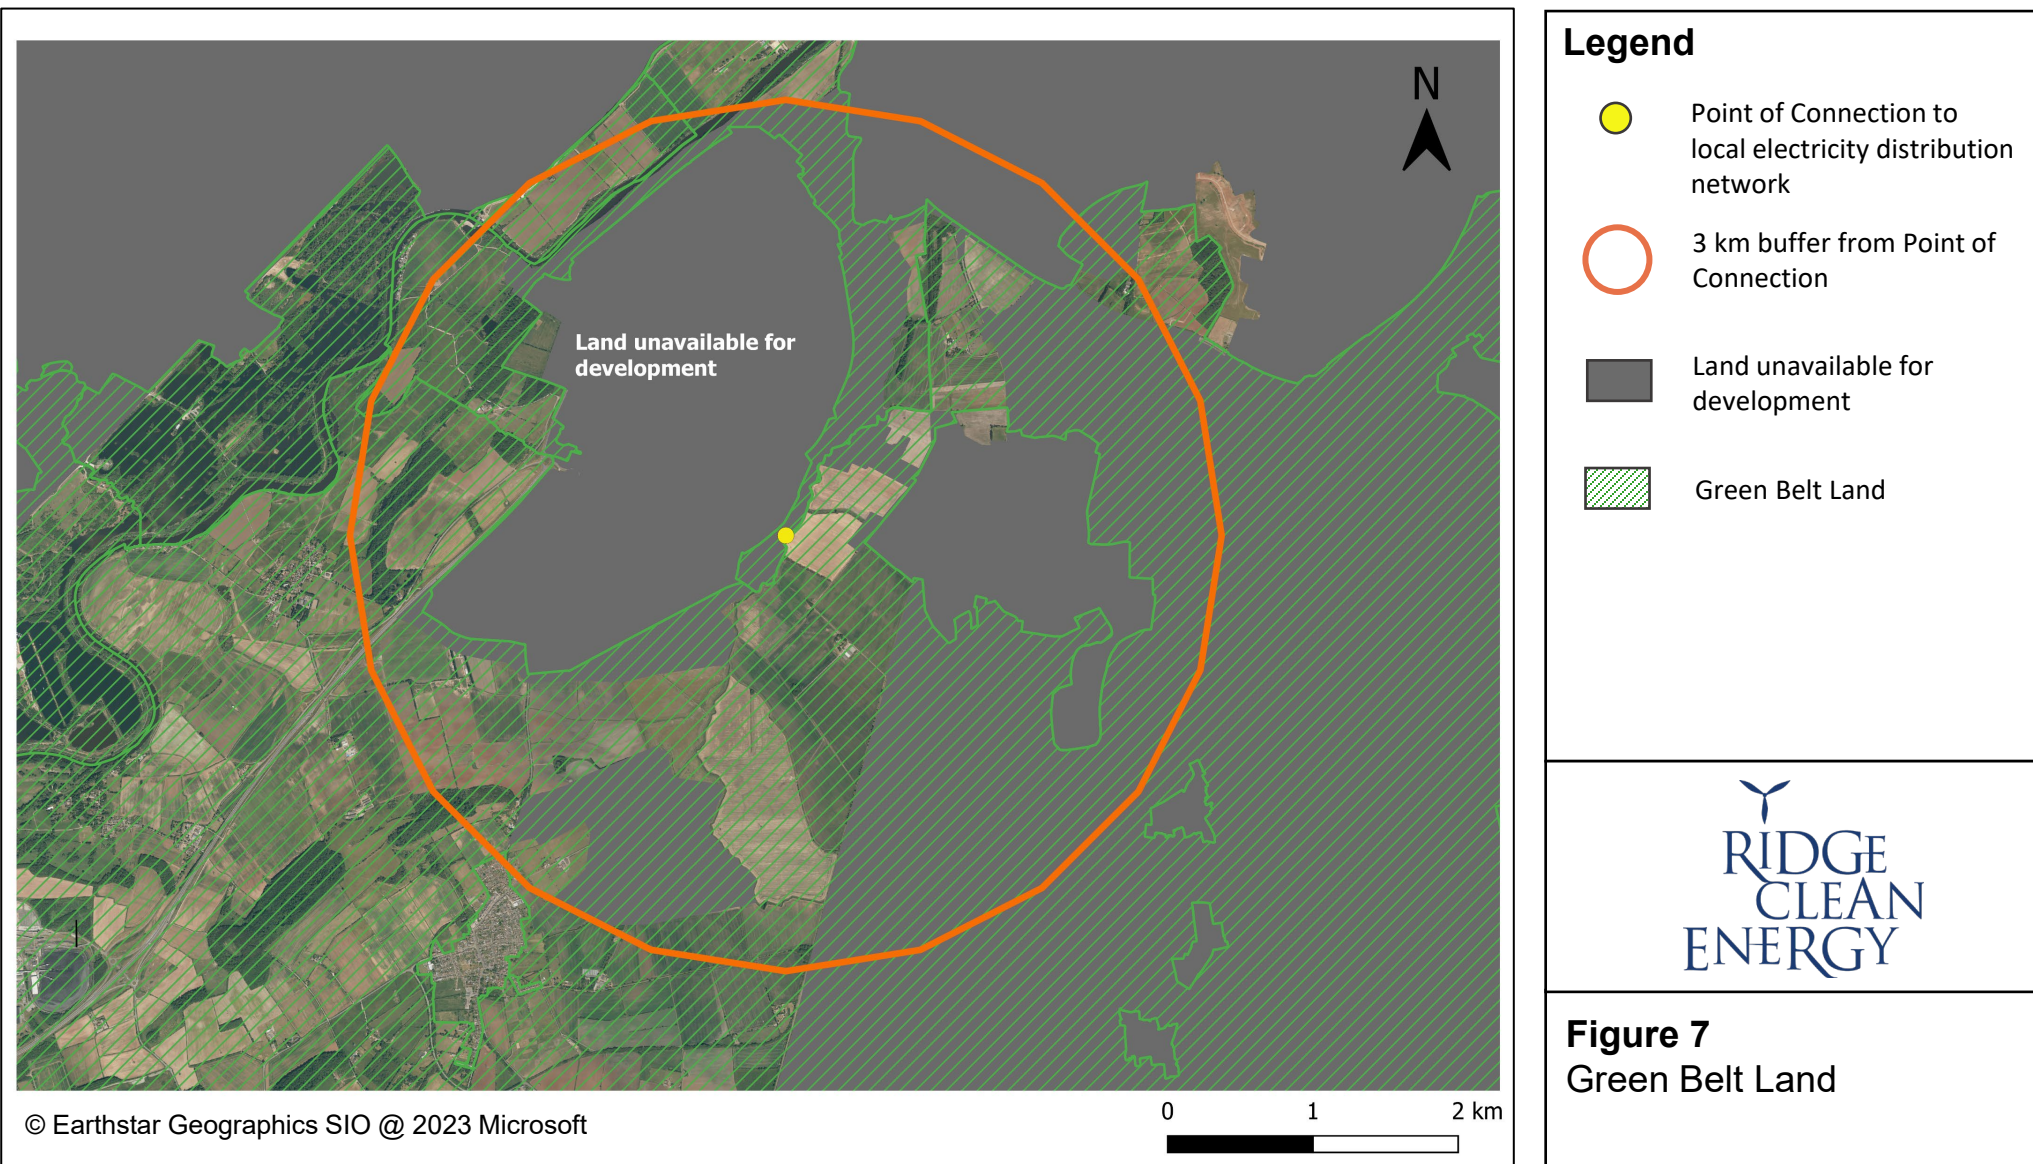 N
Land unavailable for
development
© Earthstar Geographics SIO @ 2023 Microsoft
0 1 2 km
Legend
Point of Connection to
local electricity distribution
network
3 km buffer from Point of
Connection
Land unavailable for
development
Green Belt Land
RIDGE
CLEAN
ENERGY
Figure 7
Green Belt Land